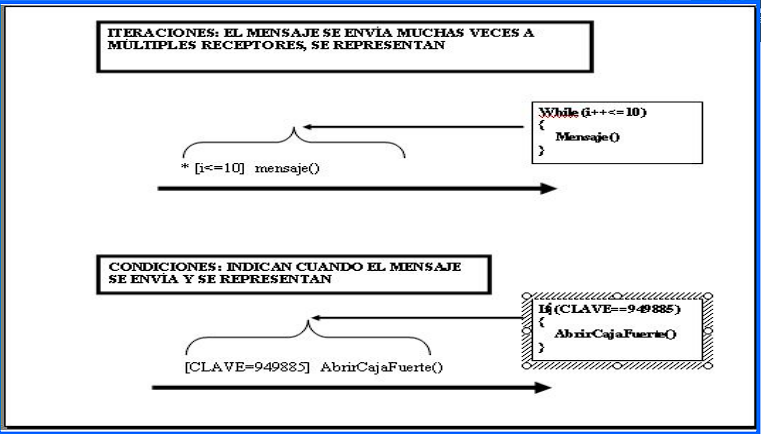 ITERACIONES: EL MENSAJE SE ENVÍA MUCHAS VECES A
MÚLTIPLES RECEPTORES, SE REPRESENTAN
While (i++<=10)
{
Mensaje()
}
* [i<=10] mensaje()
CONDICIONES: INDICAN CUANDO EL MENSAJE
SE ENVÍA Y SE REPRESENTAN
If (CLAVE==949885)
{
AbrirCajaFuerte()
}
[CLAVE=949885] AbrirCajaFuerte()